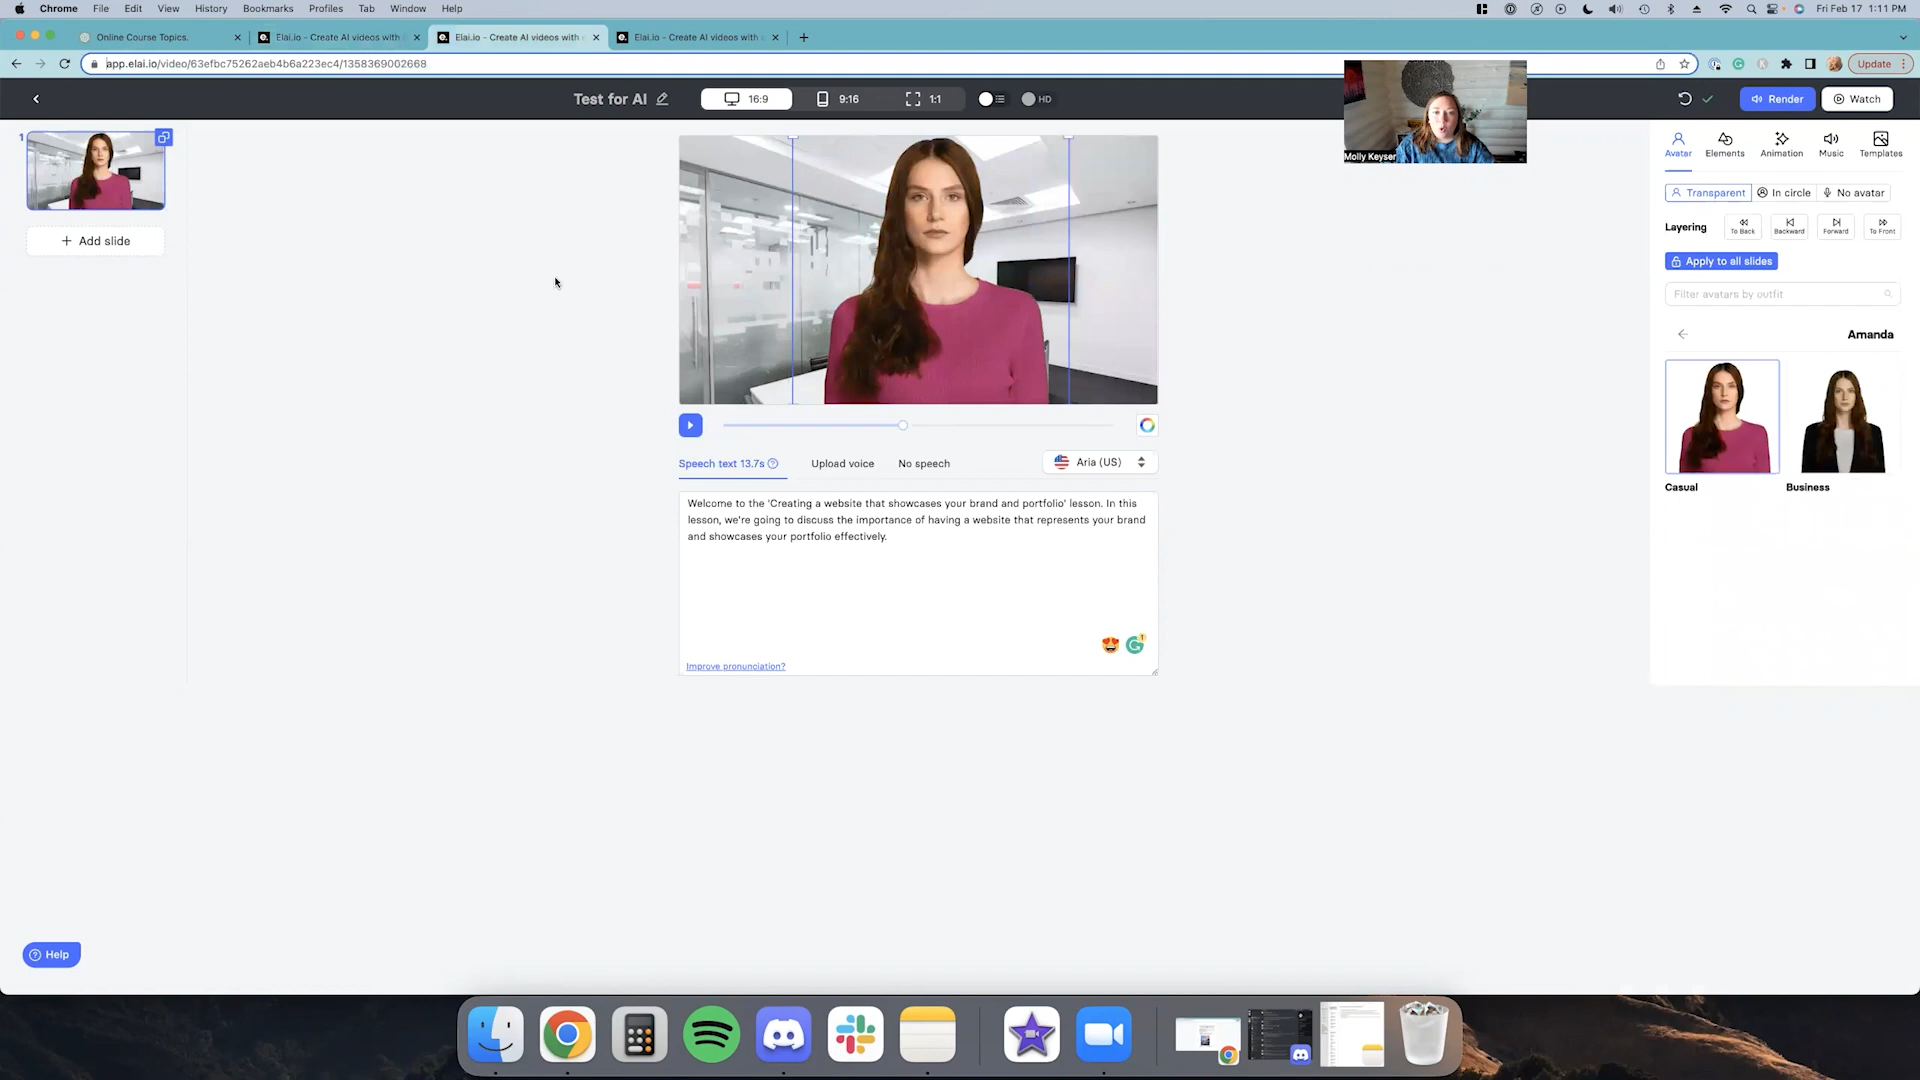 Chrome File Edit View History Bookmarks Profiles Tab Window Help Fri Feb 17 1:11 PM
Online Course Topics. Elai.io - Create AI videos with Elai.io - Create AI videos with Elai.io - Create AI videos with
app.elai.io/video/63efbc75262aeb4b6a223ec4/1358369002668 Update
Test for AI 16:9 9:16 1:1 HD Render Watch
Molly Keyser
1
Add slide
Avatar Elements Animation Music Templates
Transparent In circle No avatar
Layering To Back Backward Forward To Front
Apply to all slides
Filter avatars by outfit
Amanda
Casual Business
Speech text 13.7s Upload voice No speech Aria (US)
Welcome to the 'Creating a website that showcases your brand and portfolio' lesson. In this
lesson, we're going to discuss the importance of having a website that represents your brand
and showcases your portfolio effectively.
Improve pronunciation?
Help